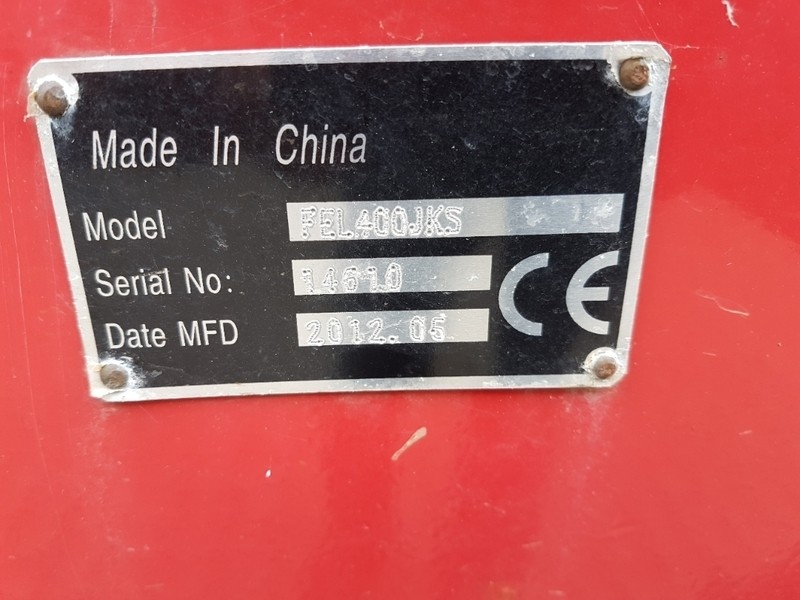 Made In China
Model FEL400JKS
Serial No: 14610
Date MFD 2012.05
CE